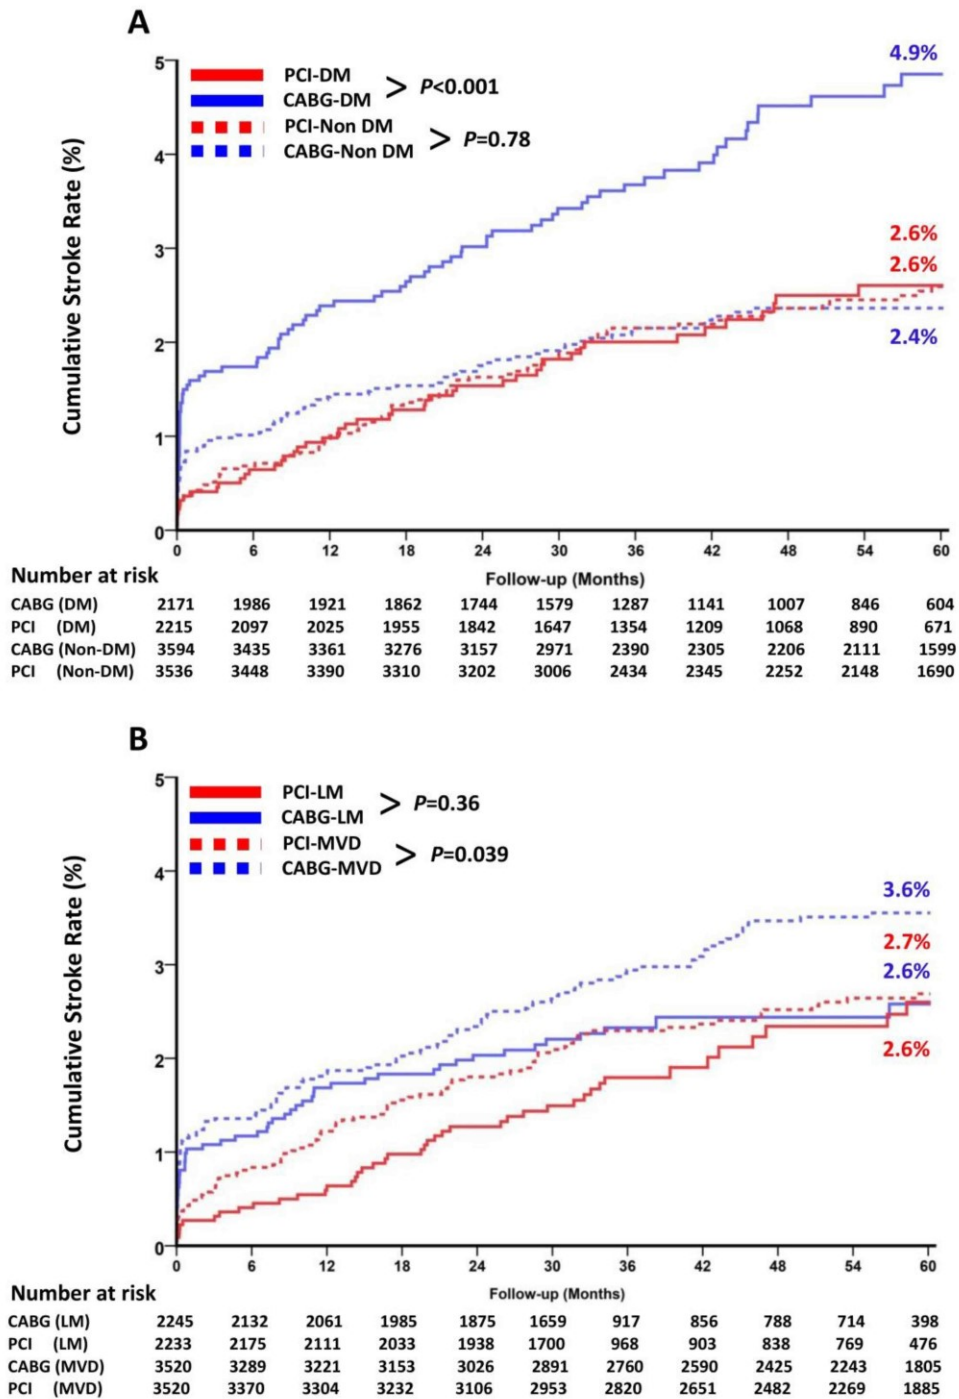 A
5
4
3
2
1
0
Cumulative Stroke Rate (%)
PCI-DM
CABG-DM
> P<0.001
PCI-Non DM
CABG-Non DM
> P=0.78
4.9%
2.6%
2.6%
2.4%
0 6 12 18 24 30 36 42 48 54 60
Follow-up (Months)
Number at risk
CABG (DM) 2171 1986 1921 1862 1744 1579 1287 1141 1007 846 604
PCI (DM) 2215 2097 2025 1955 1842 1647 1354 1209 1068 890 671
CABG (Non-DM) 3594 3435 3361 3276 3157 2971 2390 2305 2206 2111 1599
PCI (Non-DM) 3536 3448 3390 3310 3202 3006 2434 2345 2252 2148 1690
B
5
4
3
2
1
0
Cumulative Stroke Rate (%)
PCI-LM
CABG-LM
> P=0.36
PCI-MVD
CABG-MVD
> P=0.039
3.6%
2.7%
2.6%
2.6%
0 6 12 18 24 30 36 42 48 54 60
Follow-up (Months)
Number at risk
CABG (LM) 2245 2132 2061 1985 1875 1659 917 856 788 714 398
PCI (LM) 2233 2175 2111 2033 1938 1700 968 903 838 769 476
CABG (MVD) 3520 3289 3221 3153 3026 2891 2760 2590 2425 2243 1805
PCI (MVD) 3520 3370 3304 3232 3106 2953 2820 2651 2482 2269 1885